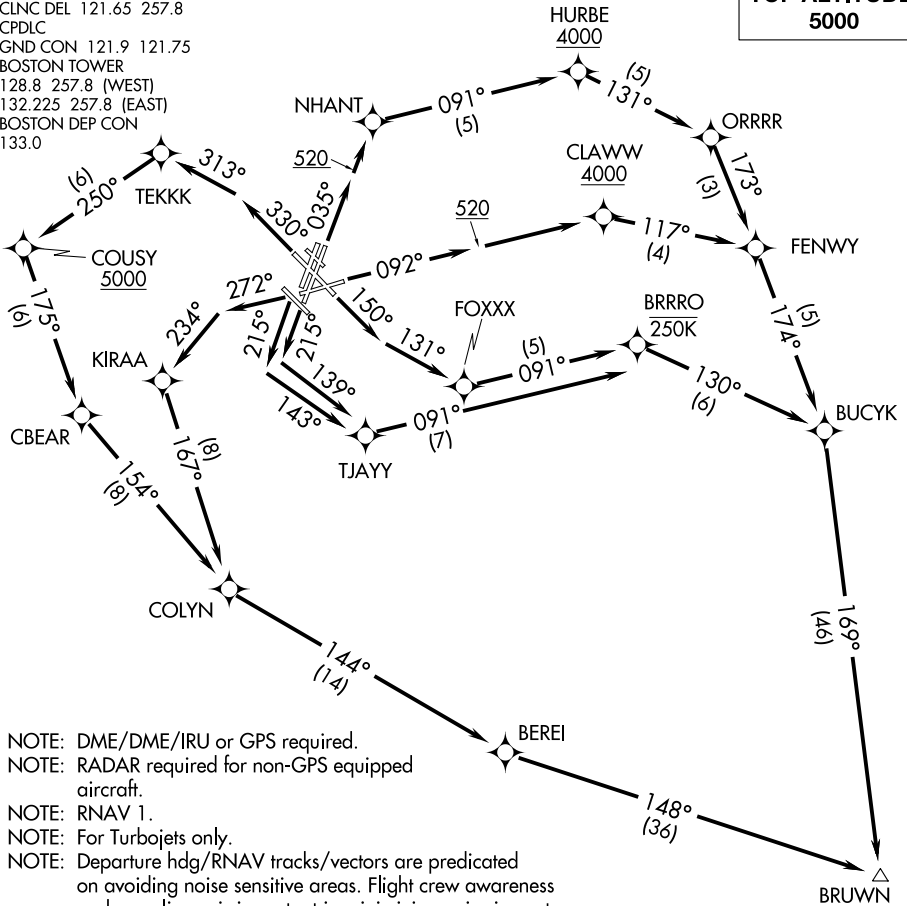 CLNC DEL 121.65 257.8
CPDLC
GND CON 121.9 121.75
BOSTON TOWER
128.8 257.8 (WEST)
132.225 257.8 (EAST)
BOSTON DEP CON
133.0
TOP ALTITUDE
5000
HURBE
4000
(5)
131°
NHANT
091°
(5)
ORRRR
520
CLAWW
4000
173°
(3)
313°
TEKKK
(6)
250°
035°
330°
520
117°
(4)
FENWY
COUSY
5000
092°
272°
150°
175°
(6)
234°
215°
215°
FOXXX
BRRRO
250K
(5)
174°
KIRAA
131°
(5)
091°
139°
143°
130°
(6)
091°
(7)
BUCYK
CBEAR
(8)
167°
TJAYY
154°
(8)
COLYN
169°
(46)
144°
(14)
BEREI
148°
(36)
BRUWN
NOTE: DME/DME/IRU or GPS required.
NOTE: RADAR required for non-GPS equipped
aircraft.
NOTE: RNAV 1.
NOTE: For Turbojets only.
NOTE: Departure hdg/RNAV tracks/vectors are predicated
on avoiding noise sensitive areas. Flight crew awareness